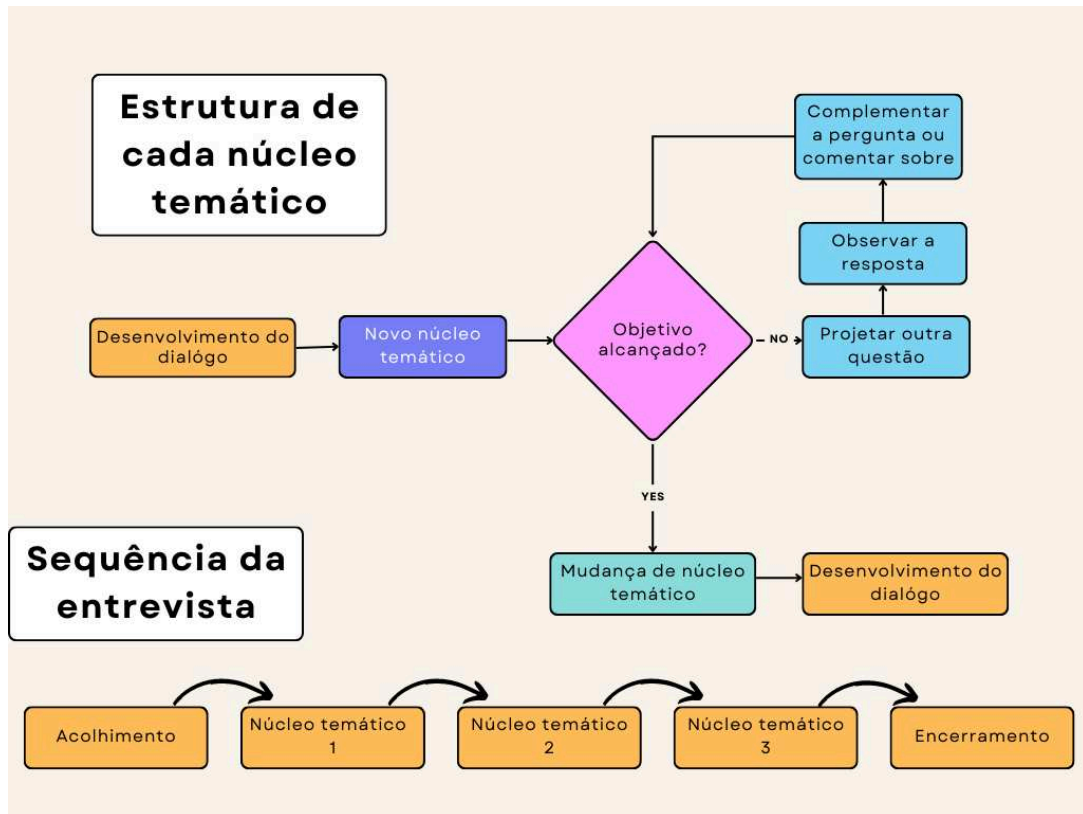 Estrutura de
cada núcleo
temático
Complementar
a pergunta ou
comentar sobre
Observar a
resposta
Desenvolvimento do
dialógo
Novo núcleo
temático
Objetivo
alcançado?
NO
Projetar outra
questão
YES
Sequência da
entrevista
Mudança de núcleo
temático
Desenvolvimento do
dialógo
Acolhimento
Núcleo temático
1
Núcleo temático
2
Núcleo temático
3
Encerramento